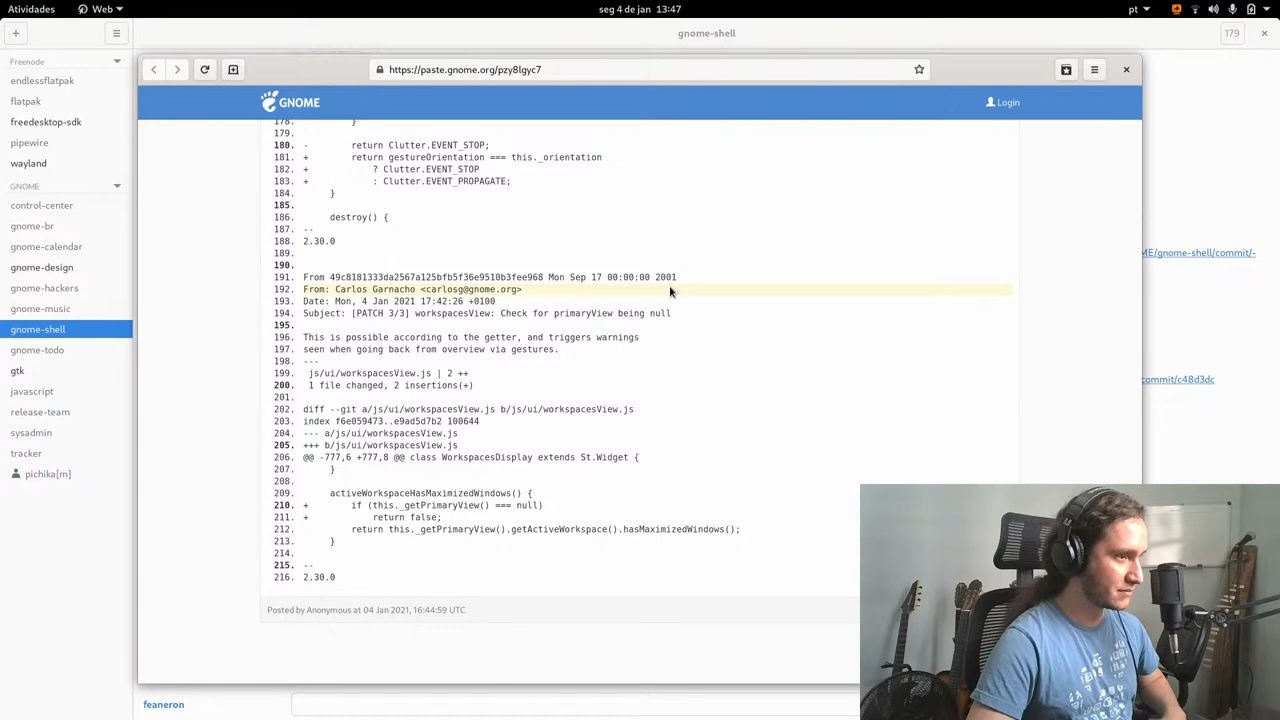 Atividades
Web
seg 4 de jan 13:47
pt
gnome-shell
179
Freenode
endlessflatpak
flatpak
freedesktop-sdk
pipewire
wayland
GNOME
control-center
gnome-br
gnome-calendar
gnome-design
gnome-hackers
gnome-music
gnome-shell
gnome-todo
gtk
javascript
release-team
sysadmin
tracker
pichika[m]
https://paste.gnome.org/pzy8lgyc7
GNOME
Login
178. }
179.
180. - return Clutter.EVENT_STOP;
181. + return gestureOrientation === this._orientation
182. + ? Clutter.EVENT_STOP
183. + : Clutter.EVENT_PROPAGATE;
184. }
185.
186. destroy() {
187. --
188. 2.30.0
189.
190.
191. From 49c8181333da2567a125bfb5f36e9510b3fee968 Mon Sep 17 00:00:00 2001
192. From: Carlos Garnacho <carlosg@gnome.org>
193. Date: Mon, 4 Jan 2021 17:42:26 +0100
194. Subject: [PATCH 3/3] workspacesView: Check for primaryView being null
195.
196. This is possible according to the getter, and triggers warnings
197. seen when going back from overview via gestures.
198. ---
199. js/ui/workspacesView.js | 2 ++
200. 1 file changed, 2 insertions(+)
201.
202. diff --git a/js/ui/workspacesView.js b/js/ui/workspacesView.js
203. index f6e059473..e9ad5d7b2 100644
204. --- a/js/ui/workspacesView.js
205. +++ b/js/ui/workspacesView.js
206. @@ -777,6 +777,8 @@ class WorkspacesDisplay extends St.Widget {
207. }
208.
209. activeWorkspaceHasMaximizedWindows() {
210. + if (this._getPrimaryView() === null)
211. + return false;
212. return this._getPrimaryView().getActiveWorkspace().hasMaximizedWindows();
213. }
214.
215. --
216. 2.30.0
Posted by Anonymous at 04 Jan 2021, 16:44:59 UTC
ME/gnome-shell/commit/-
commit/c48d3dc
feaneron